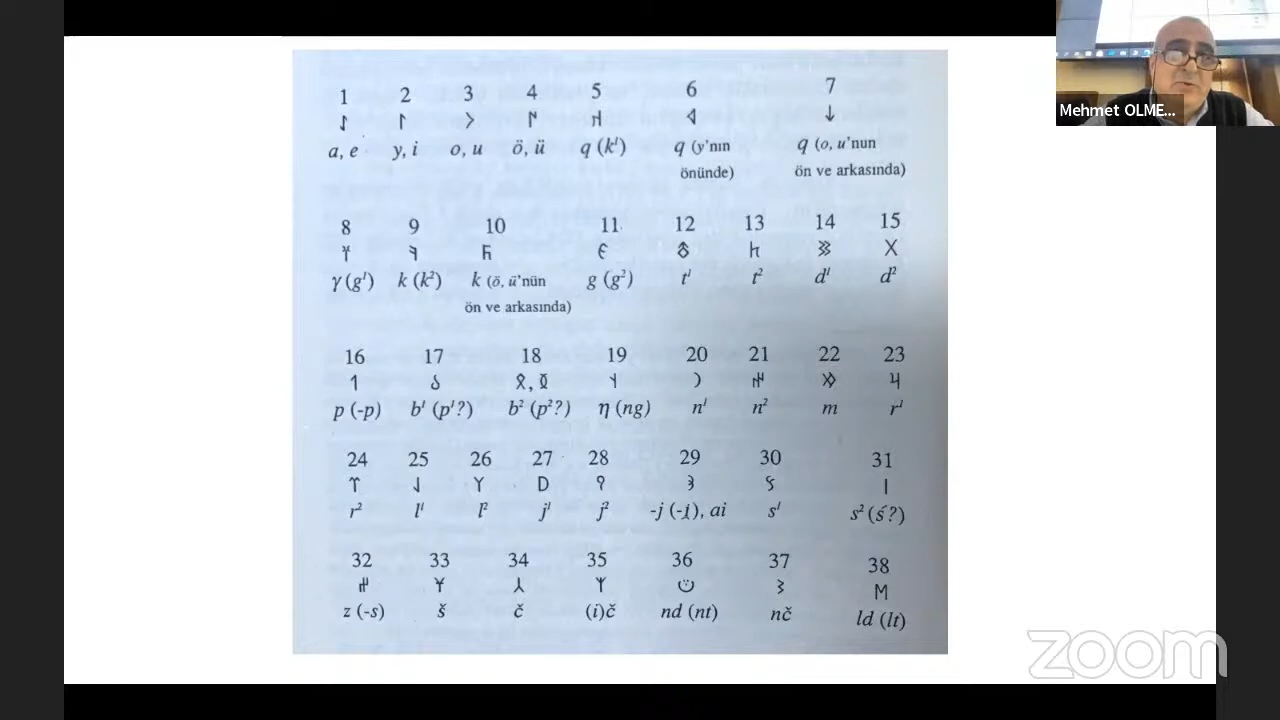 1 2 3 4 5 6 7
𐰀 𐰃 𐰆 𐰇 𐰴 𐰶 𐰸
a, e y, i o, u ö, ü q (k¹) q (y'nın q (o, u'nun
önünde) ön ve arkasında)
8 9 10 11 12 13 14 15
𐰍 𐰚 𐰜 𐰏 𐱃 𐱅 𐰑 𐰓
γ (g¹) k (k²) k (ö, ü'nün g (g²) t¹ t² d¹ d²
ön ve arkasında)
16 17 18 19 20 21 22 23
𐰯 𐰉 𐰋, 𐰌 𐰭 𐰣 𐰤 𐰢 𐰺
p (-p) b¹ (p¹?) b² (p²?) η (ng) n¹ n² m r¹
24 25 26 27 28 29 30 31
𐰼 𐰞 𐰠 𐰖 𐰘 𐰪 𐰽 𐰾
r² l¹ l² j¹ j² -j (-i̯), ai s¹ s² (ś?)
32 33 34 35 36 37 38
𐰔 𐱁 𐰲 𐰱 𐰦 𐰨 𐰡
z (-s) š č (i)č nd (nt) nč ld (lt)
Mehmet OLME...
zoom